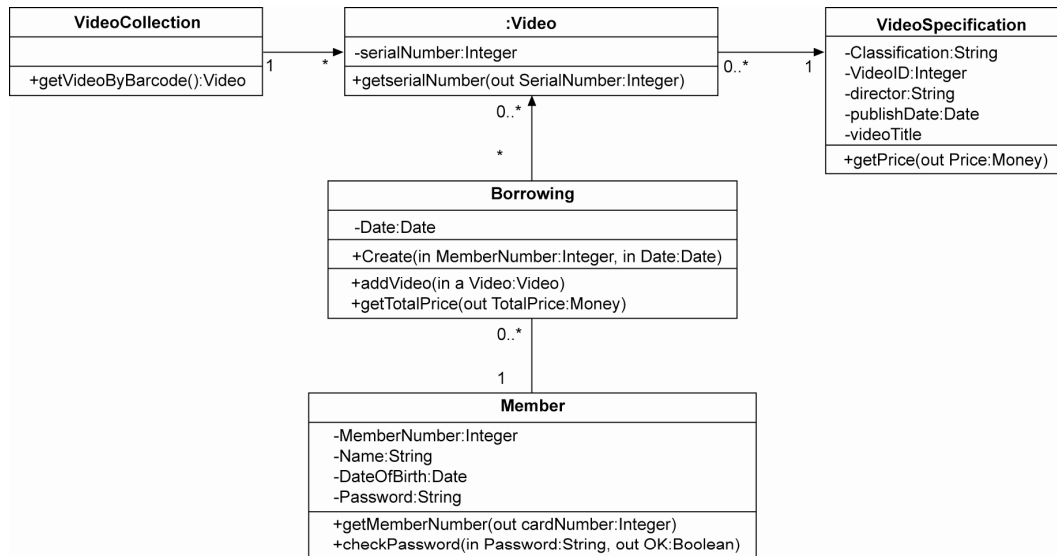 VideoCollection
+getVideoByBarcode():Video
1
*
:Video
-serialNumber:Integer
+getserialNumber(out SerialNumber:Integer)
0..*
1
VideoSpecification
-Classification:String
-VideoID:Integer
-director:String
-publishDate:Date
-videoTitle
+getPrice(out Price:Money)
0..*
*
Borrowing
-Date:Date
+Create(in MemberNumber:Integer, in Date:Date)
+addVideo(in a Video:Video)
+getTotalPrice(out TotalPrice:Money)
0..*
1
Member
-MemberNumber:Integer
-Name:String
-DateOfBirth:Date
-Password:String
+getMemberNumber(out cardNumber:Integer)
+checkPassword(in Password:String, out OK:Boolean)